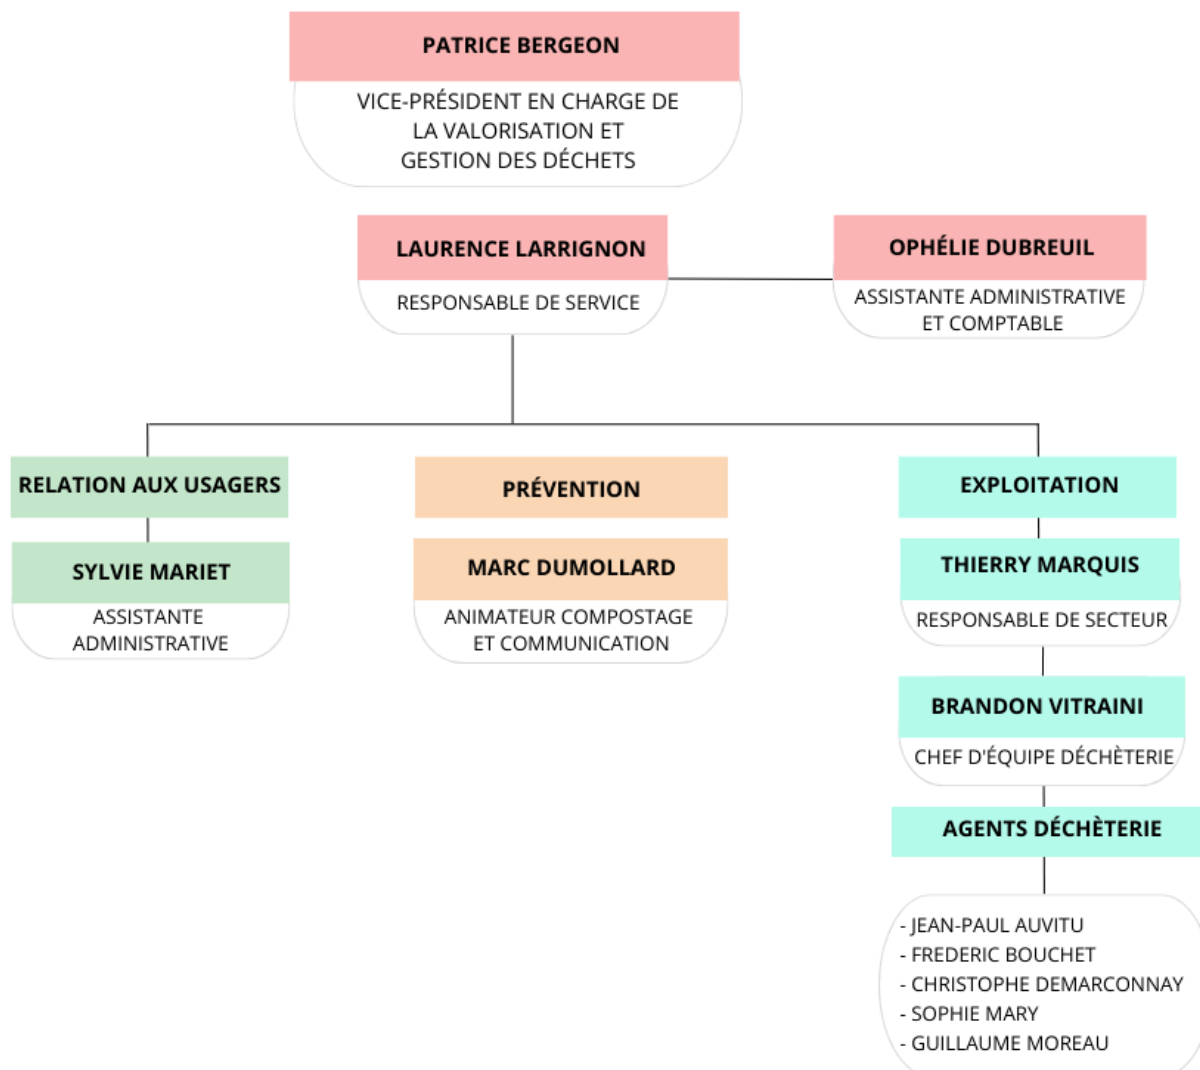 PATRICE BERGEON
VICE-PRÉSIDENT EN CHARGE DE
LA VALORISATION ET
GESTION DES DÉCHETS
LAURENCE LARRIGNON
RESPONSABLE DE SERVICE
OPHÉLIE DUBREUIL
ASSISTANTE ADMINISTRATIVE
ET COMPTABLE
RELATION AUX USAGERS
SYLVIE MARIET
ASSISTANTE
ADMINISTRATIVE
PRÉVENTION
MARC DUMOLLARD
ANIMATEUR COMPOSTAGE
ET COMMUNICATION
EXPLOITATION
THIERRY MARQUIS
RESPONSABLE DE SECTEUR
BRANDON VITRAINI
CHEF D'ÉQUIPE DÉCHÈTERIE
AGENTS DÉCHÈTERIE
- JEAN-PAUL AUVITU
- FREDERIC BOUCHET
- CHRISTOPHE DEMARCONNAY
- SOPHIE MARY
- GUILLAUME MOREAU